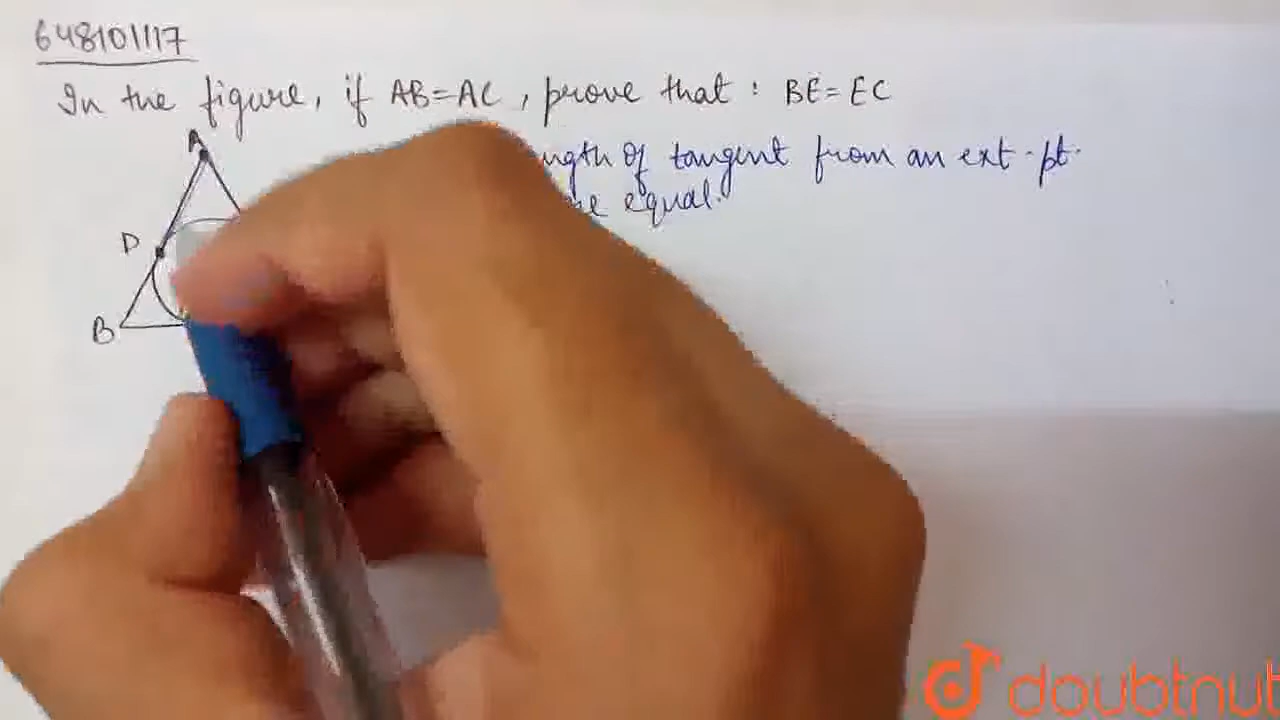 648101117
In the figure, if AB=AC, prove that : BE=EC
A
of tangent from an ext. pt.
equal.
D
B
doubtnut